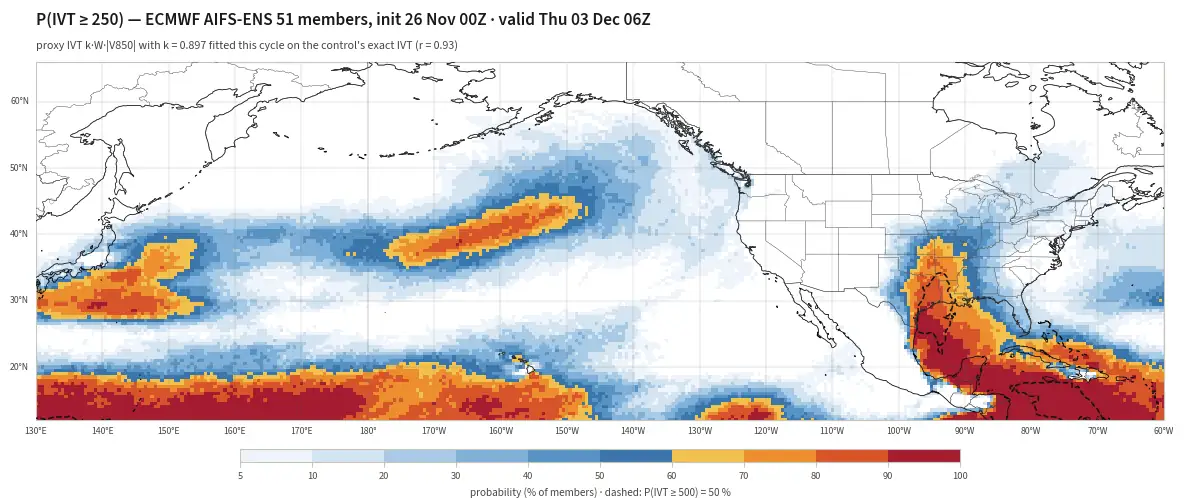 P(IVT ≥ 250) — ECMWF AIFS-ENS 51 members, init 26 Nov 00Z · valid Thu 03 Dec 06Z
proxy IVT k·W·|V850| with k = 0.897 fitted this cycle on the control's exact IVT (r = 0.93)
60°N
50°N
40°N
30°N
20°N
130°E 140°E 150°E 160°E 170°E 180° 170°W 160°W 150°W 140°W 130°W 120°W 110°W 100°W 90°W 80°W 70°W 60°W
5 10 20 30 40 50 60 70 80 90 100
probability (% of members) · dashed: P(IVT ≥ 500) = 50 %